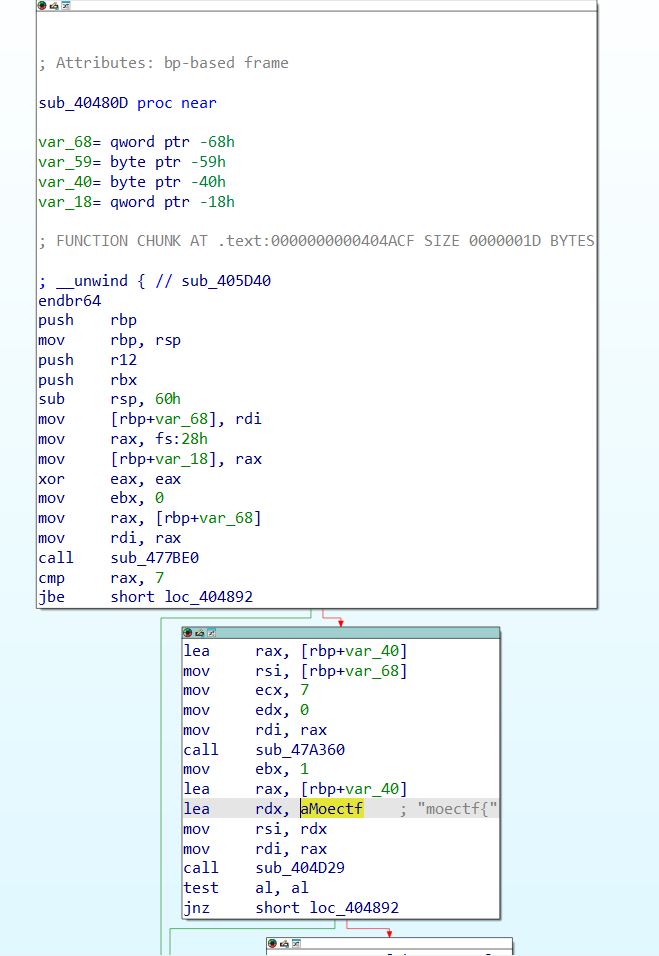 ; Attributes: bp-based frame
sub_40480D proc near
var_68= qword ptr -68h
var_59= byte ptr -59h
var_40= byte ptr -40h
var_18= qword ptr -18h
; FUNCTION CHUNK AT .text:0000000000404ACF SIZE 0000001D BYTES
; __unwind { // sub_405D40
endbr64
push    rbp
mov     rbp, rsp
push    r12
push    rbx
sub     rsp, 60h
mov     [rbp+var_68], rdi
mov     rax, fs:28h
mov     [rbp+var_18], rax
xor     eax, eax
mov     ebx, 0
mov     rax, [rbp+var_68]
mov     rdi, rax
call    sub_477BE0
cmp     rax, 7
jbe     short loc_404892
lea     rax, [rbp+var_40]
mov     rsi, [rbp+var_68]
mov     ecx, 7
mov     edx, 0
mov     rdi, rax
call    sub_47A360
mov     ebx, 1
lea     rax, [rbp+var_40]
lea     rdx, aMoectf    ; "moectf{"
mov     rsi, rdx
mov     rdi, rax
call    sub_404D29
test    al, al
jnz     short loc_404892